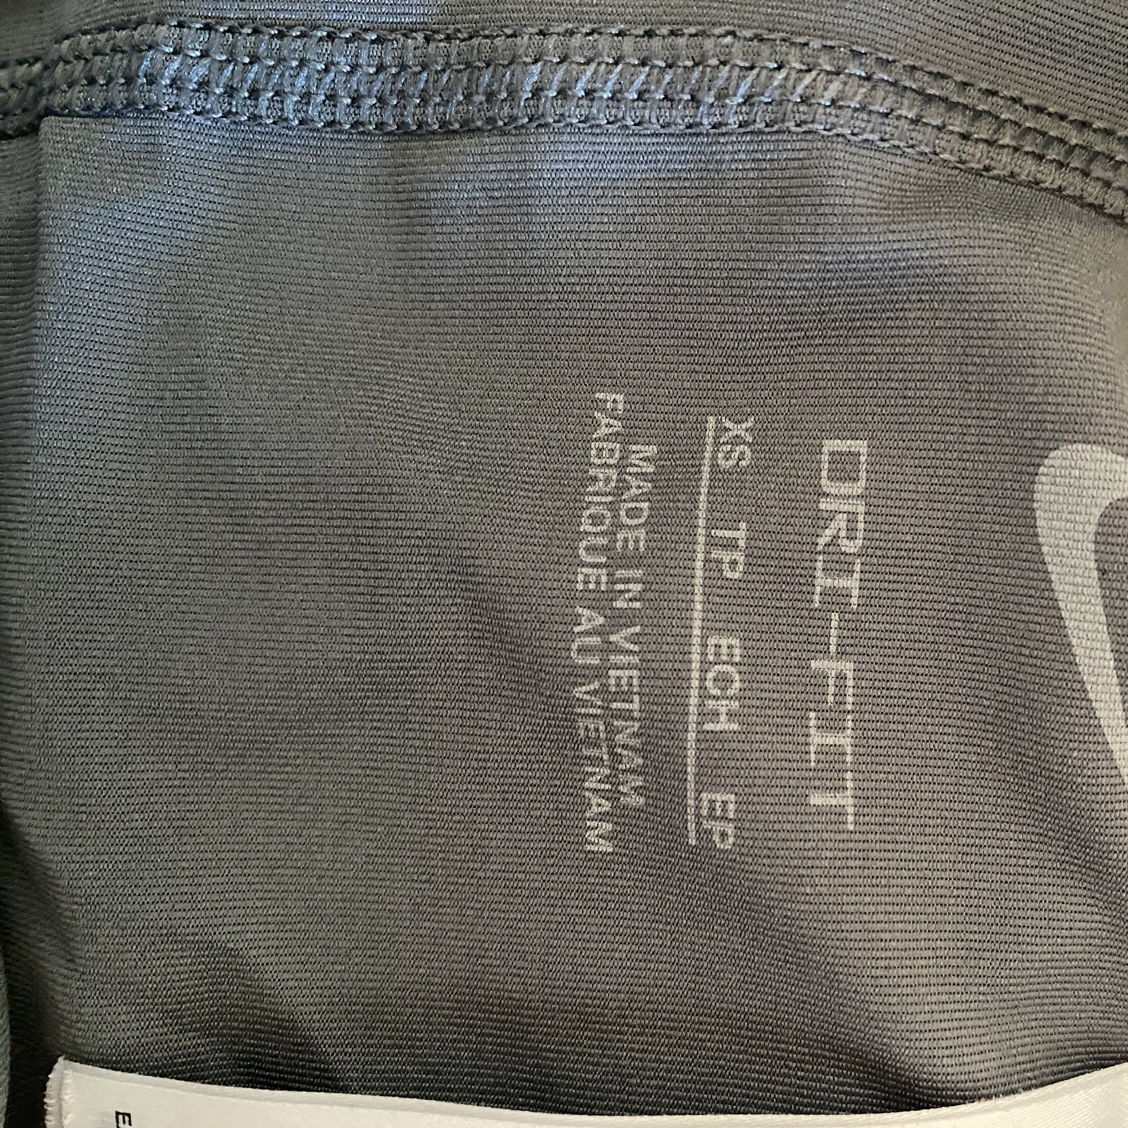 DRI-FIT
XS TP ECH EP
MADE IN VIETNAM
FABRIQUE AU VIETNAM
E